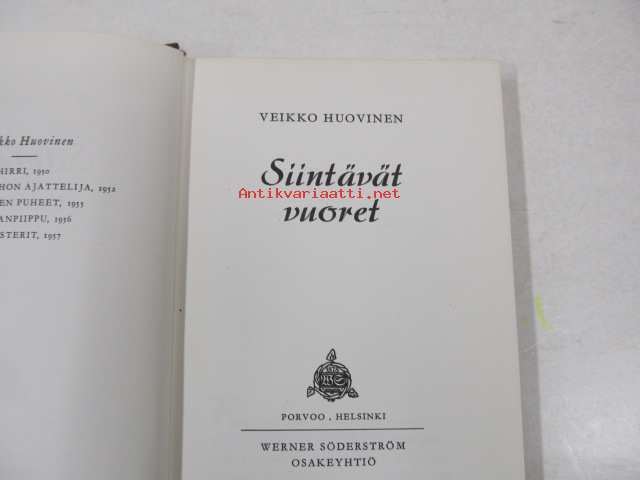 kko Huovinen
HIRRI, 1950
HON AJATTELIJA, 1952
EN PUHEET, 1955
ANPIIPPU, 1956
STERIT, 1957
VEIKKO HUOVINEN
Siintävät
vuoret
Antikvariaatti.net
PORVOO . HELSINKI
WERNER SÖDERSTRÖM
OSAKEYHTIÖ